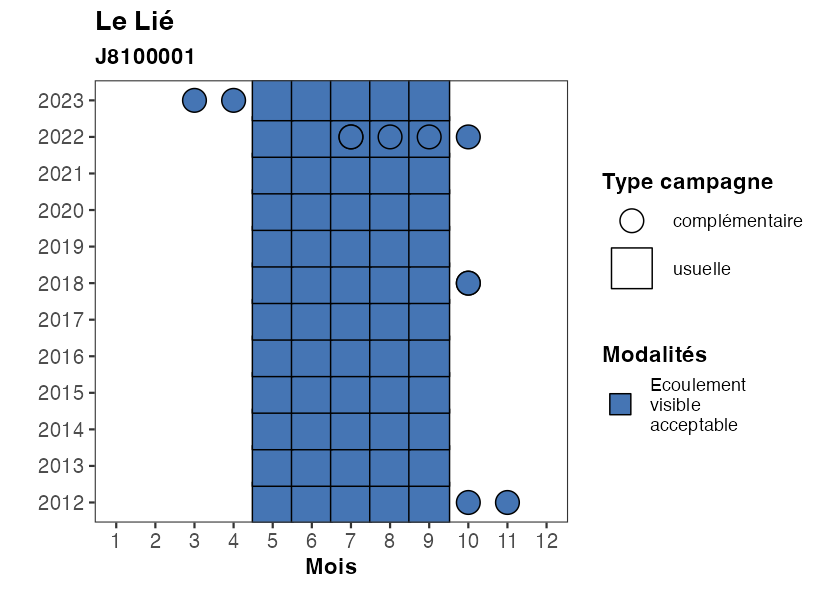 Le Lié
J8100001
2023
2022
2021
2020
2019
2018
2017
2016
2015
2014
2013
2012
1 2 3 4 5 6 7 8 9 10 11 12
Mois
Type campagne
complémentaire
usuelle
Modalités
Ecoulement
visible
acceptable